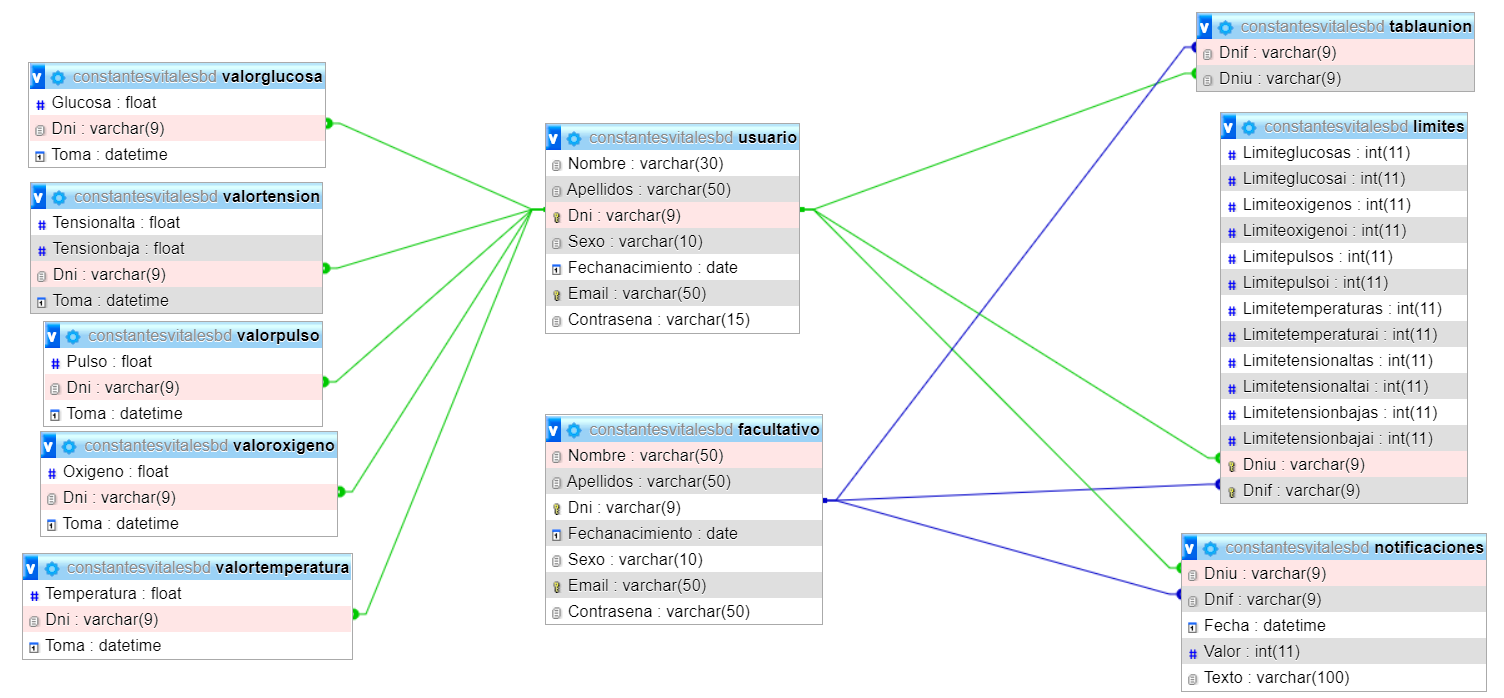 constantesvitalesbd valorglucosa
Glucosa : float
Dni : varchar(9)
Toma : datetime
constantesvitalesbd valortension
Tensionalta : float
Tensionbaja : float
Dni : varchar(9)
Toma : datetime
constantesvitalesbd valorpulso
Pulso : float
Dni : varchar(9)
Toma : datetime
constantesvitalesbd valoroxigeno
Oxigeno : float
Dni : varchar(9)
Toma : datetime
constantesvitalesbd valortemperatura
Temperatura : float
Dni : varchar(9)
Toma : datetime
constantesvitalesbd usuario
Nombre : varchar(30)
Apellidos : varchar(50)
Dni : varchar(9)
Sexo : varchar(10)
Fechanacimiento : date
Email : varchar(50)
Contrasena : varchar(15)
constantesvitalesbd facultativo
Nombre : varchar(50)
Apellidos : varchar(50)
Dni : varchar(9)
Fechanacimiento : date
Sexo : varchar(10)
Email : varchar(50)
Contrasena : varchar(50)
constantesvitalesbd tablaunion
Dnif : varchar(9)
Dniu : varchar(9)
constantesvitalesbd limites
Limiteglucosas : int(11)
Limiteglucosai : int(11)
Limiteoxigenos : int(11)
Limiteoxigenoi : int(11)
Limitepulsos : int(11)
Limitepulsoi : int(11)
Limitetemperaturas : int(11)
Limitetemperaturai : int(11)
Limitetensionaltas : int(11)
Limitetensionaltai : int(11)
Limitetensionbajas : int(11)
Limitetensionbajai : int(11)
Dniu : varchar(9)
Dnif : varchar(9)
constantesvitalesbd notificaciones
Dniu : varchar(9)
Dnif : varchar(9)
Fecha : datetime
Valor : int(11)
Texto : varchar(100)